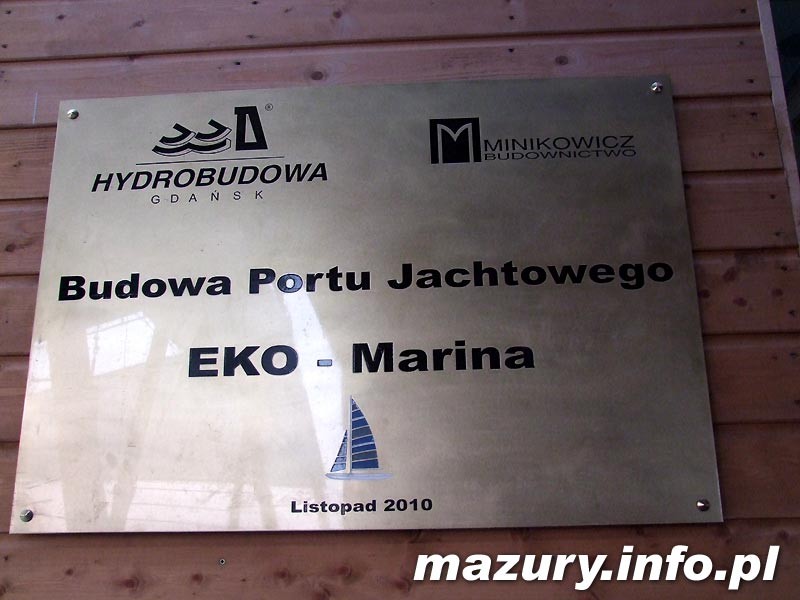 HYDROBUDOWA ®
GDAŃSK
M MINIKOWICZ
BUDOWNICTWO
Budowa Portu Jachtowego
EKO - Marina
Listopad 2010
mazury.info.pl